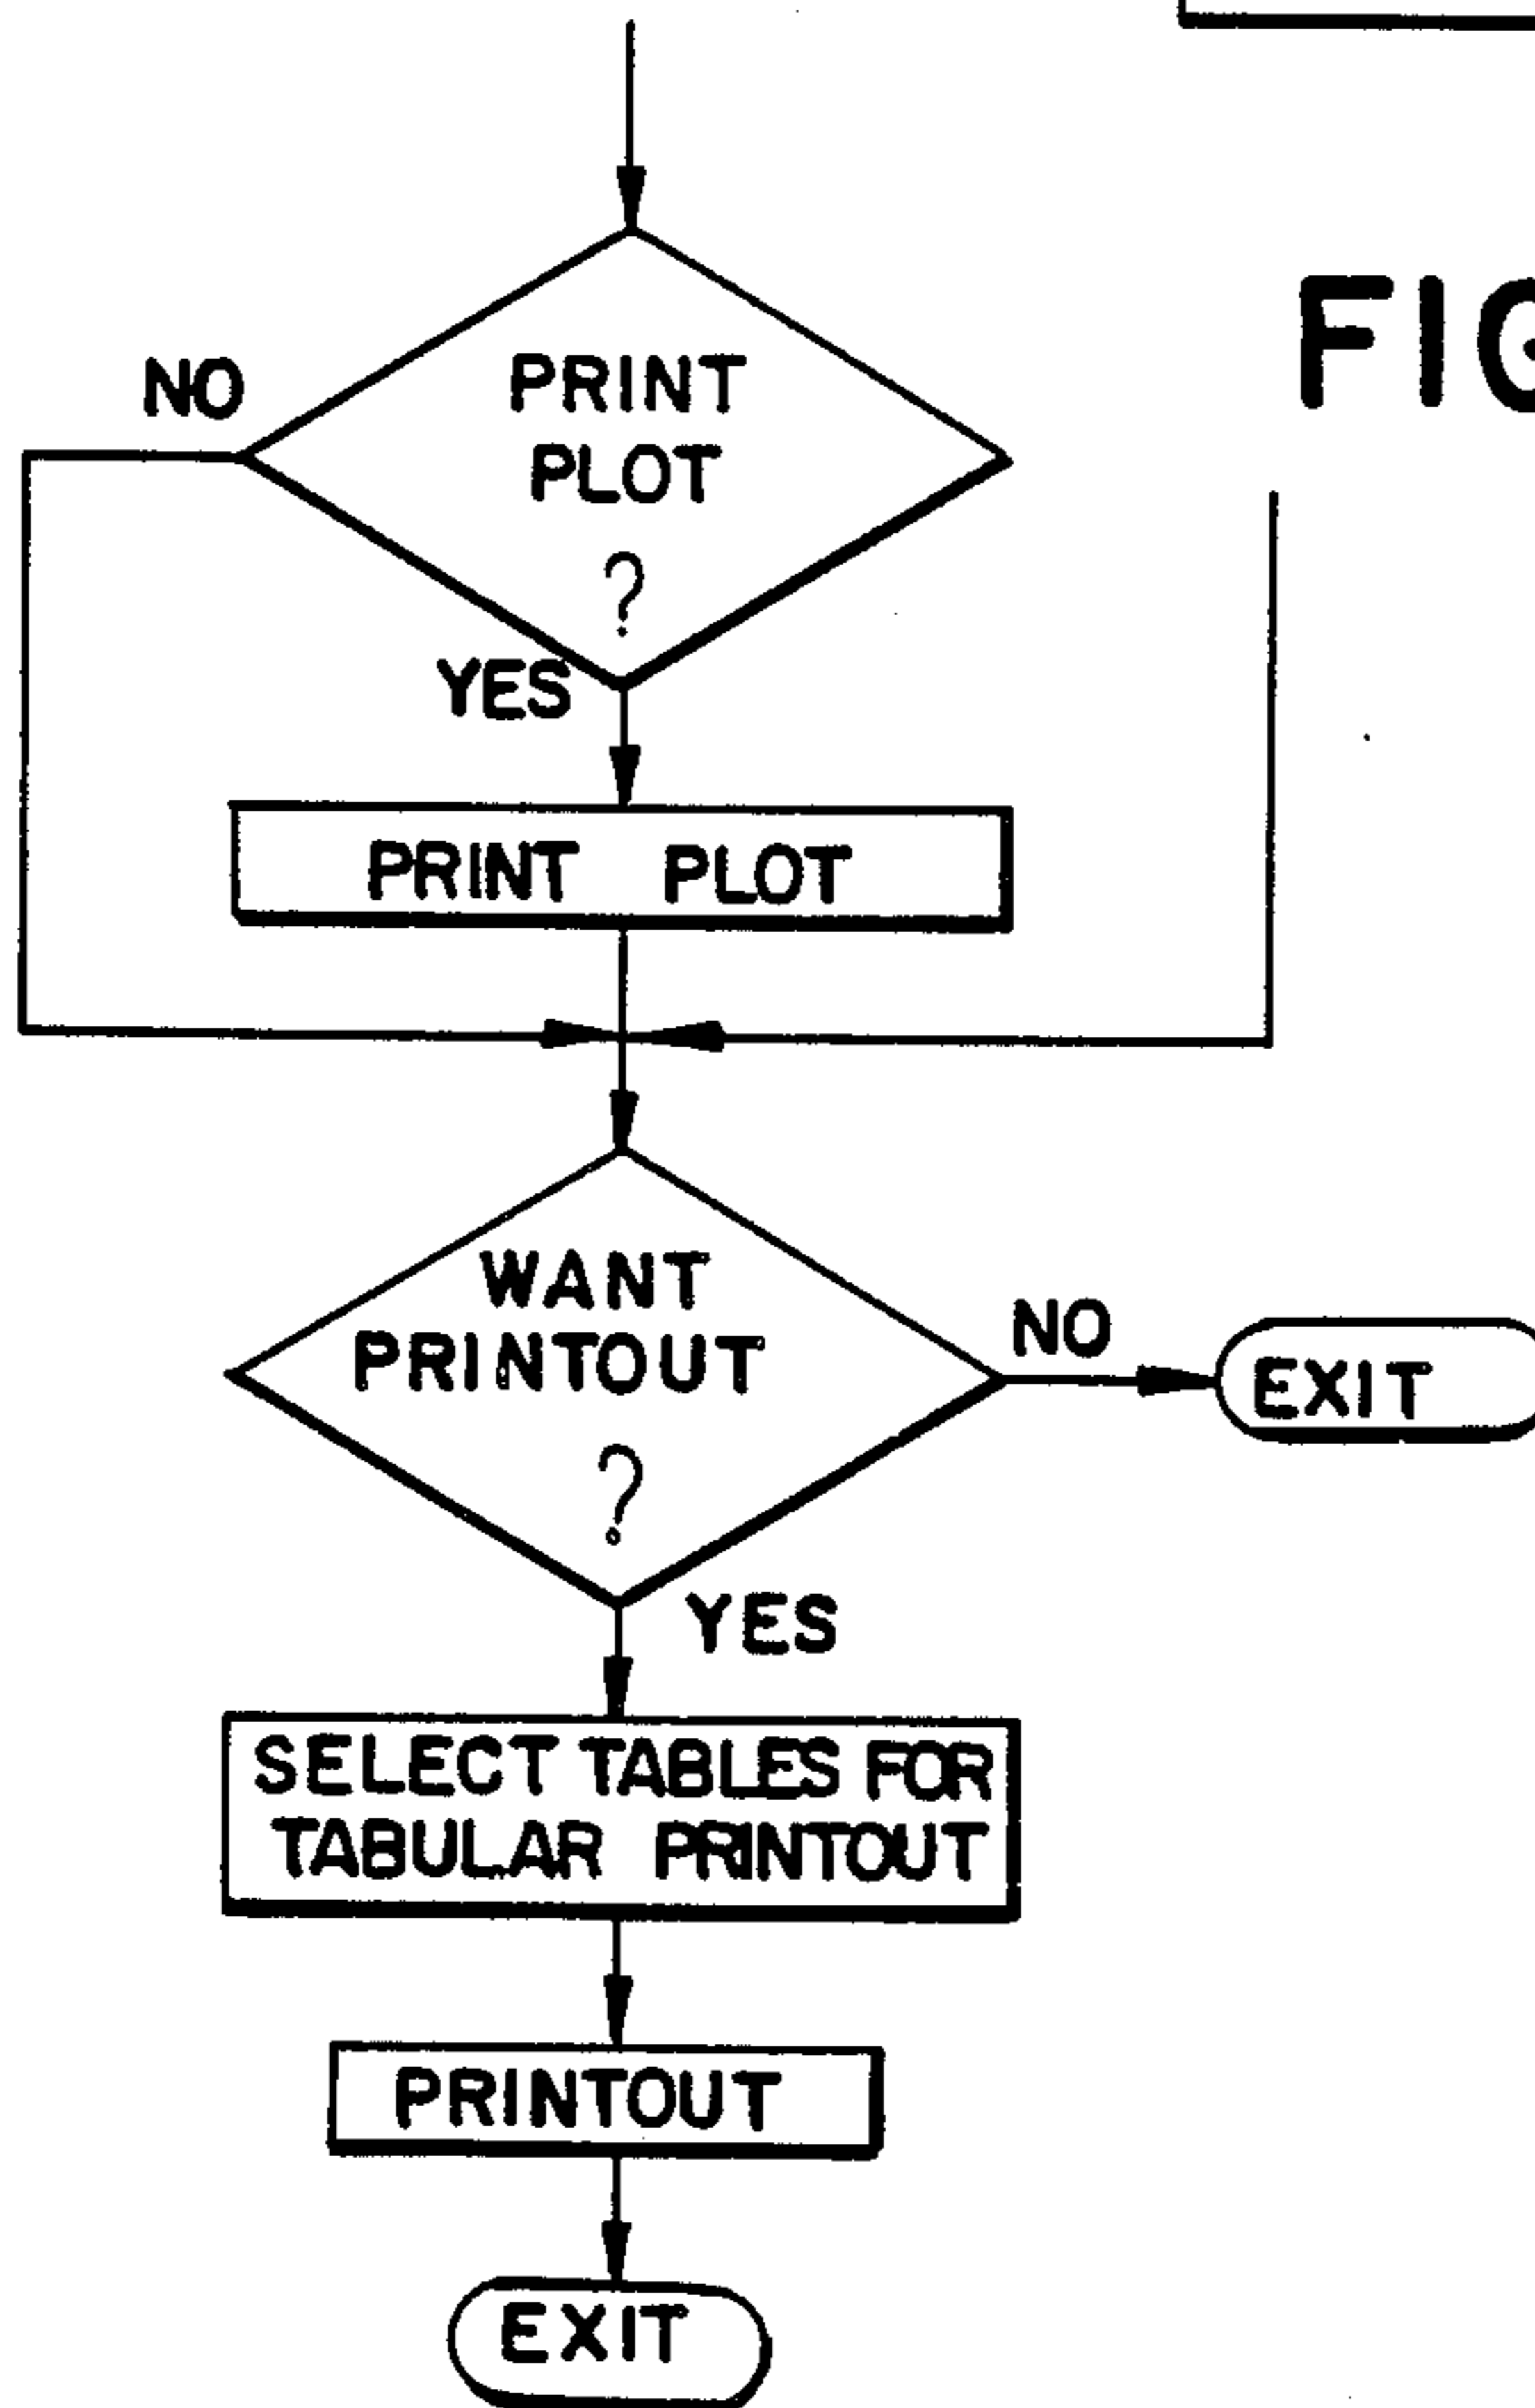 FIG
NO
PRINT
PLOT
?
YES
PRINT PLOT
WANT
PRINTOUT
?
NO
EXIT
YES
SELECT TABLES FOR
TABULAR PRINTOUT
PRINTOUT
EXIT